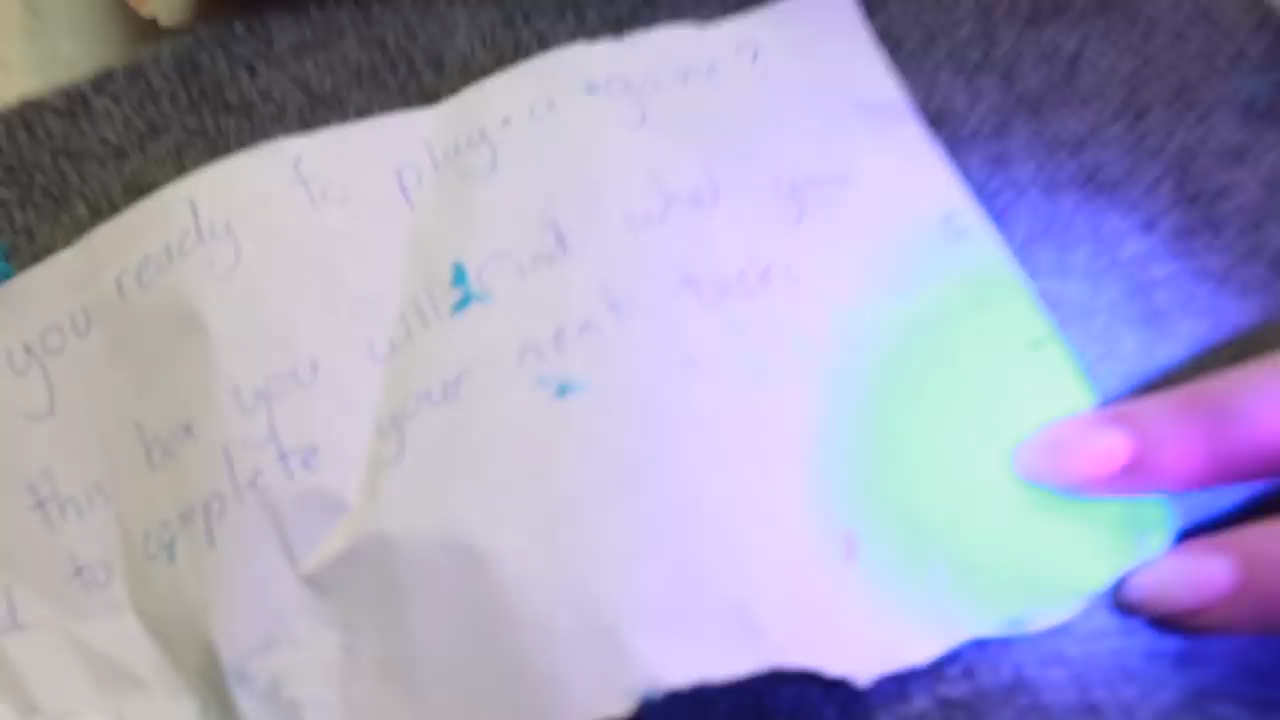 you ready to play a game?
this box you will find what you
to complete your next task.